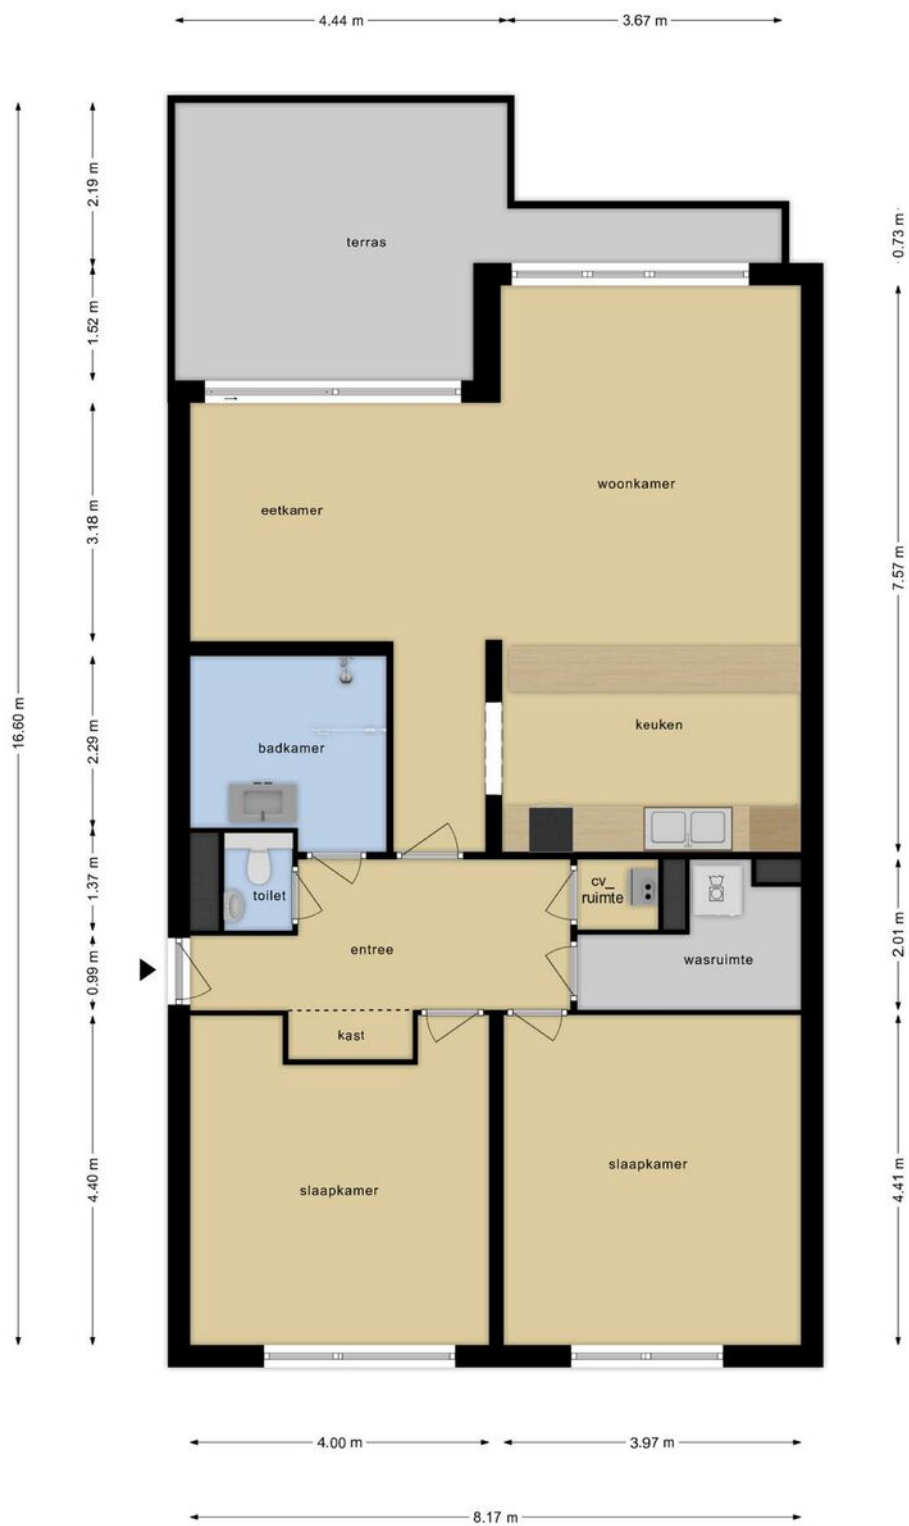 4.44 m
3.67 m
2.19 m
0.73 m
terras
1.52 m
woonkamer
eetkamer
3.18 m
7.57 m
16.60 m
keuken
badkamer
2.29 m
1.37 m
toilet
cv_
ruimte
entree
wasruimte
2.01 m
0.99 m
kast
slaapkamer
slaapkamer
4.40 m
4.41 m
4.00 m
3.97 m
8.17 m